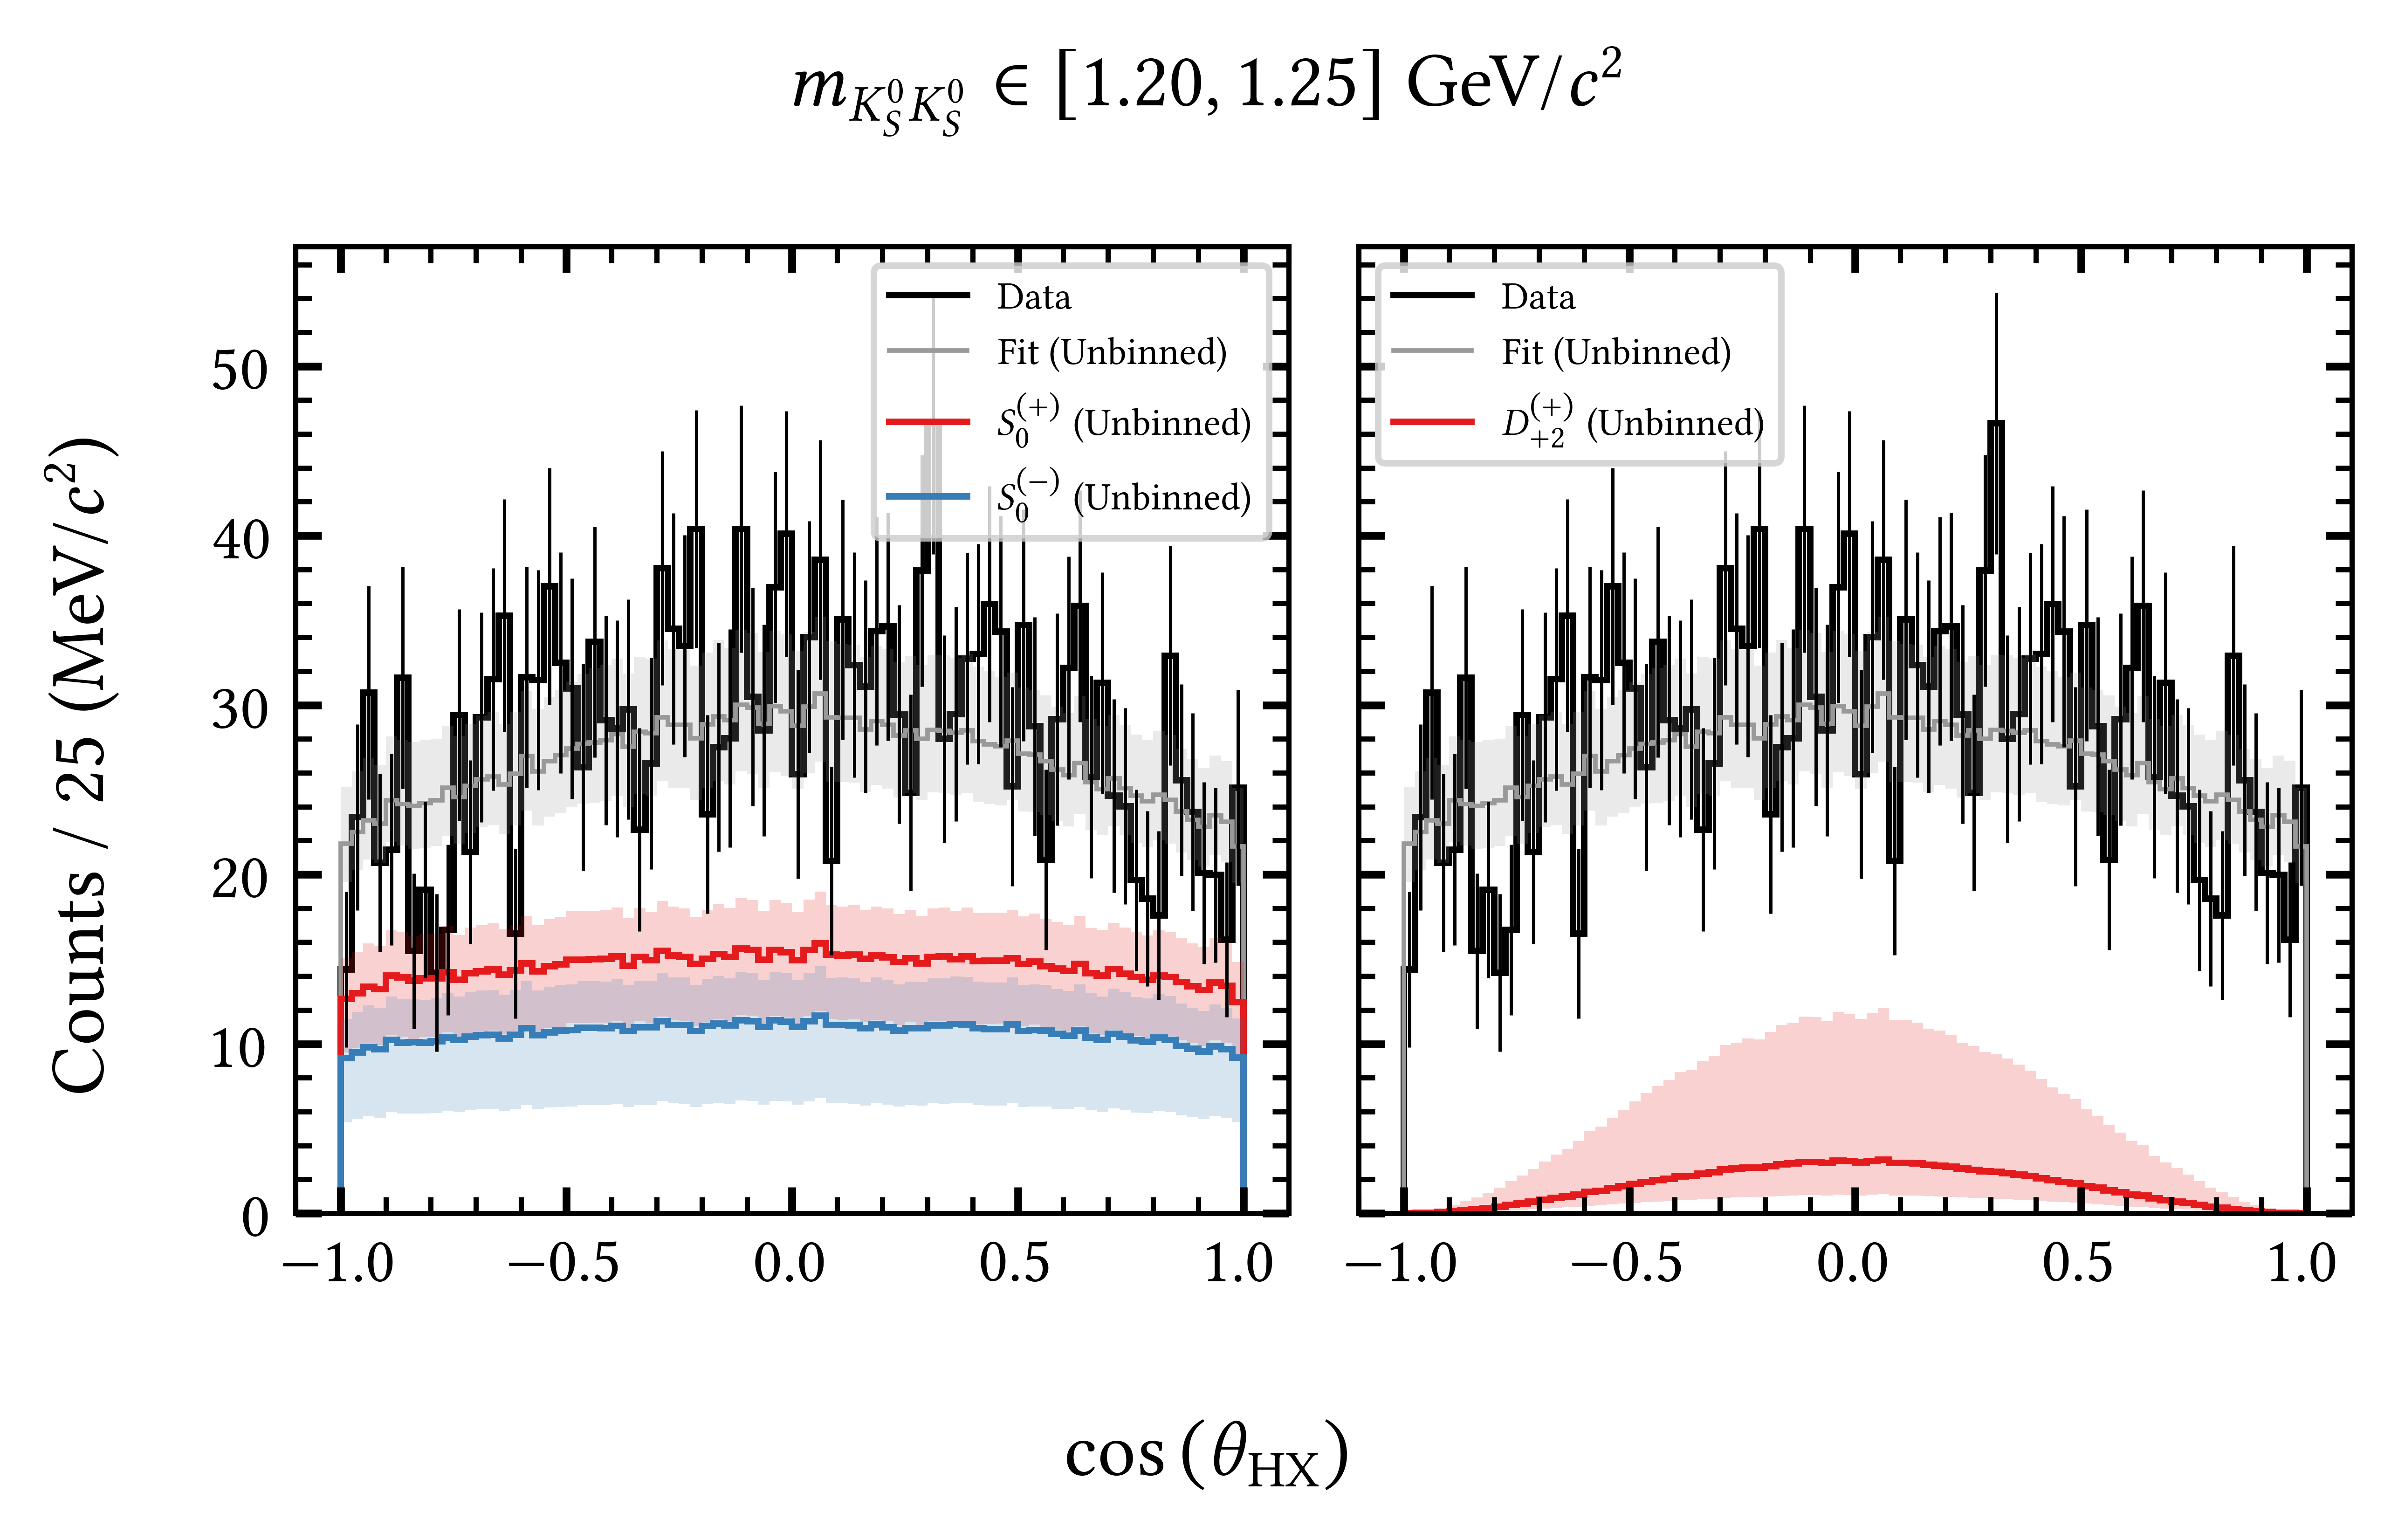 m_{K_S^0 K_S^0} ∈ [1.20, 1.25] GeV/c²
Counts / 25 (MeV/c²)
50
40
30
20
10
0
Data
Fit (Unbinned)
S_0^{(+)} (Unbinned)
S_0^{(−)} (Unbinned)
Data
Fit (Unbinned)
D_{+2}^{(+)} (Unbinned)
−1.0 −0.5 0.0 0.5 1.0 −1.0 −0.5 0.0 0.5 1.0
cos (θ_HX)